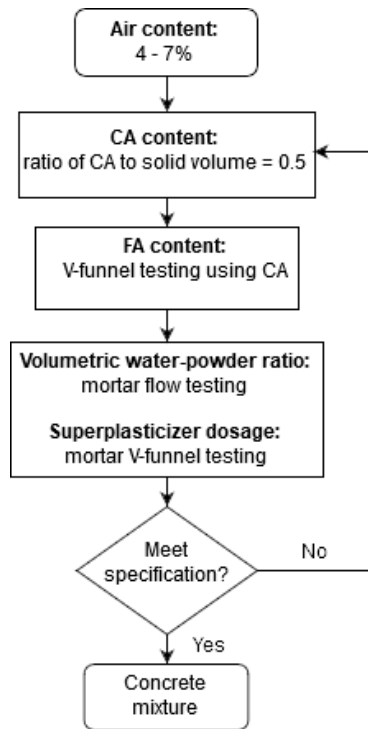 Air content:
4 - 7%
CA content:
ratio of CA to solid volume = 0.5
FA content:
V-funnel testing using CA
Volumetric water-powder ratio:
mortar flow testing
Superplasticizer dosage:
mortar V-funnel testing
Meet
specification?
No
Yes
Concrete
mixture